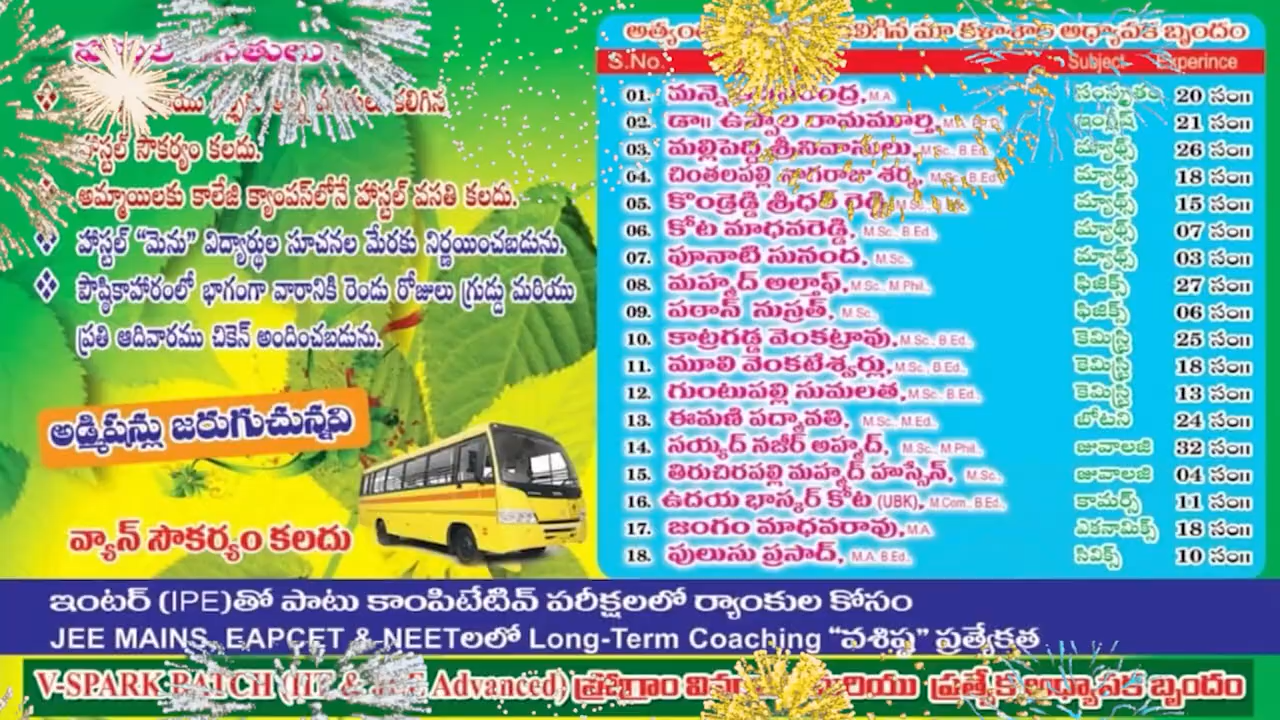 కలిగిన
హాస్టల్ సౌకర్యం కలదు.
అమ్మాయిలకు కాలేజి క్యాంపస్‌లోనే హాస్టల్ వసతి కలదు.
హాస్టల్ "మెను" విద్యార్థుల సూచనల మేరకు నిర్ణయించబడును.
పౌష్ఠికాహారంలో భాగంగా వారానికి రెండు రోజులు గ్రుడ్డు మరియు
ప్రతి ఆదివారము చికెన్ అందించబడును.
అడ్మిషన్లు జరుగుచున్నవి
వ్యాన్ సౌకర్యం కలదు
కలిగిన మా కళాశాల అధ్యాపక బృందం
S.No. Subject Experince
01. M.A. సంస్కృతం 20 సం॥
02. డా॥ ఉప్పాల రామమూర్తి, ఇంగ్లీష్ 21 సం॥
03. మల్లిపెద్ది శ్రీనివాసులు, M.Sc., B.Ed. మ్యాథ్స్ 26 సం॥
04. చింతలపల్లి నాగరాజు శర్మ, B.Ed. మ్యాథ్స్ 18 సం॥
05. కొండ్రెడ్డి శ్రీధర్ రెడ్డి, మ్యాథ్స్ 15 సం॥
06. కోట మాధవరెడ్డి, M.Sc., B.Ed., మ్యాథ్స్ 07 సం॥
07. పూనాటి సునంద, M.Sc., మ్యాథ్స్ 03 సం॥
08. మహ్మద్ అల్తాఫ్, M.Sc., M.Phil., ఫిజిక్స్ 27 సం॥
09. పఠాన్ నుస్రత్, M.Sc., ఫిజిక్స్ 06 సం॥
10. కాట్రగడ్డ వెంకట్రావు, M.Sc., B.Ed., కెమిస్ట్రి 25 సం॥
11. మూలి వెంకటేశ్వర్లు, M.Sc., B.Ed., కెమిస్ట్రి 18 సం॥
12. గుంటుపల్లి సుమలత, M.Sc., B.Ed., కెమిస్ట్రి 13 సం॥
13. ఈమణి పద్మావతి, M.Sc., M.Ed., బోటని 24 సం॥
14. సయ్యద్ నజీర్ అహ్మద్, M.Sc., M.Phil., జువాలజి 32 సం॥
15. తిరుచిరపల్లి మహ్మద్ హుస్సేన్, M.Sc., జువాలజి 04 సం॥
16. ఉదయ భాస్కర్ కోట (UBK), M.Com., B.Ed., కామర్స్ 11 సం॥
17. జంగం మాధవరావు, M.A. ఎకనామిక్స్ 18 సం॥
18. పులుసు ప్రసాద్, M.A. B.Ed., సివిక్స్ 10 సం॥
ఇంటర్ (IPE)తో పాటు కాంపిటేటివ్ పరీక్షలలో ర్యాంకుల కోసం
JEE MAINS, EAPCET & NEETలలో Long-Term Coaching "వశిష్ఠ" ప్రత్యేకత
V-SPARK BATCH Advanced) ప్రత్యేక అధ్యాపక బృందం